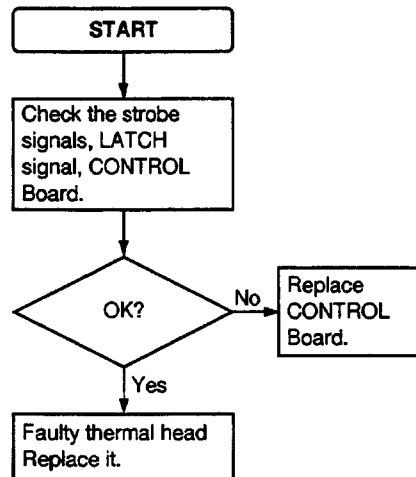 START
Check the strobe
signals, LATCH
signal, CONTROL
Board.
OK?
No
Replace
CONTROL
Board.
Yes
Faulty thermal head
Replace it.